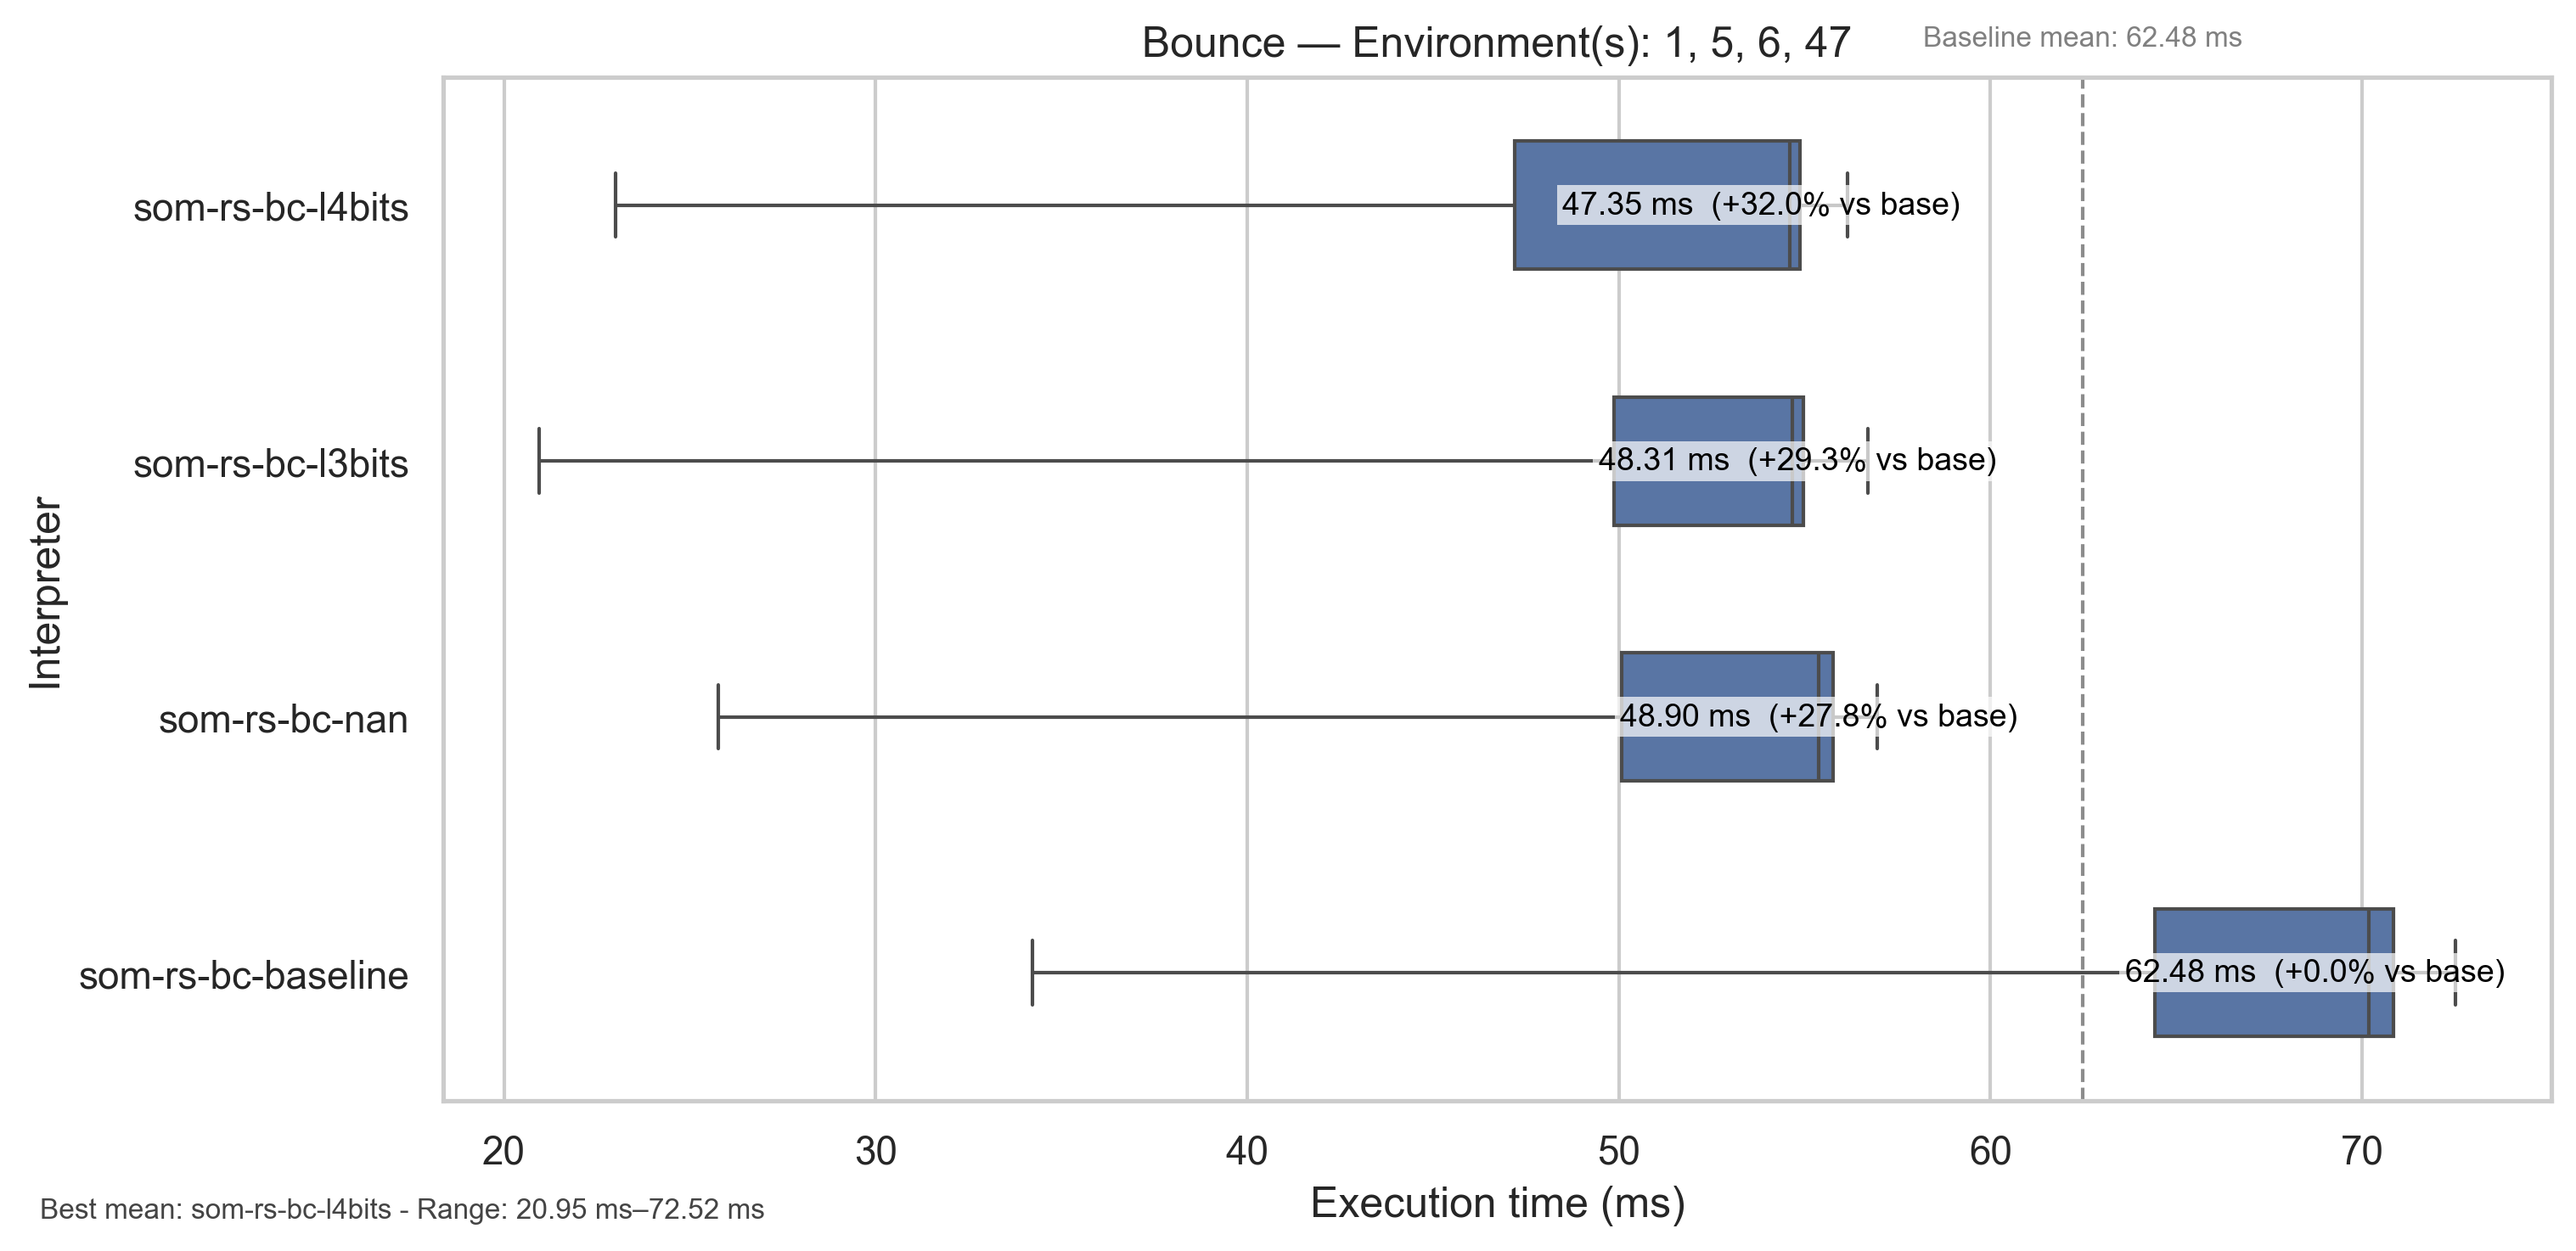 Bounce — Environment(s): 1, 5, 6, 47
Baseline mean: 62.48 ms
som-rs-bc-l4bits
47.35 ms  (+32.0% vs base)
som-rs-bc-l3bits
48.31 ms  (+29.3% vs base)
Interpreter
som-rs-bc-nan
48.90 ms  (+27.8% vs base)
som-rs-bc-baseline
62.48 ms  (+0.0% vs base)
20 30 40 50 60 70
Execution time (ms)
Best mean: som-rs-bc-l4bits - Range: 20.95 ms–72.52 ms